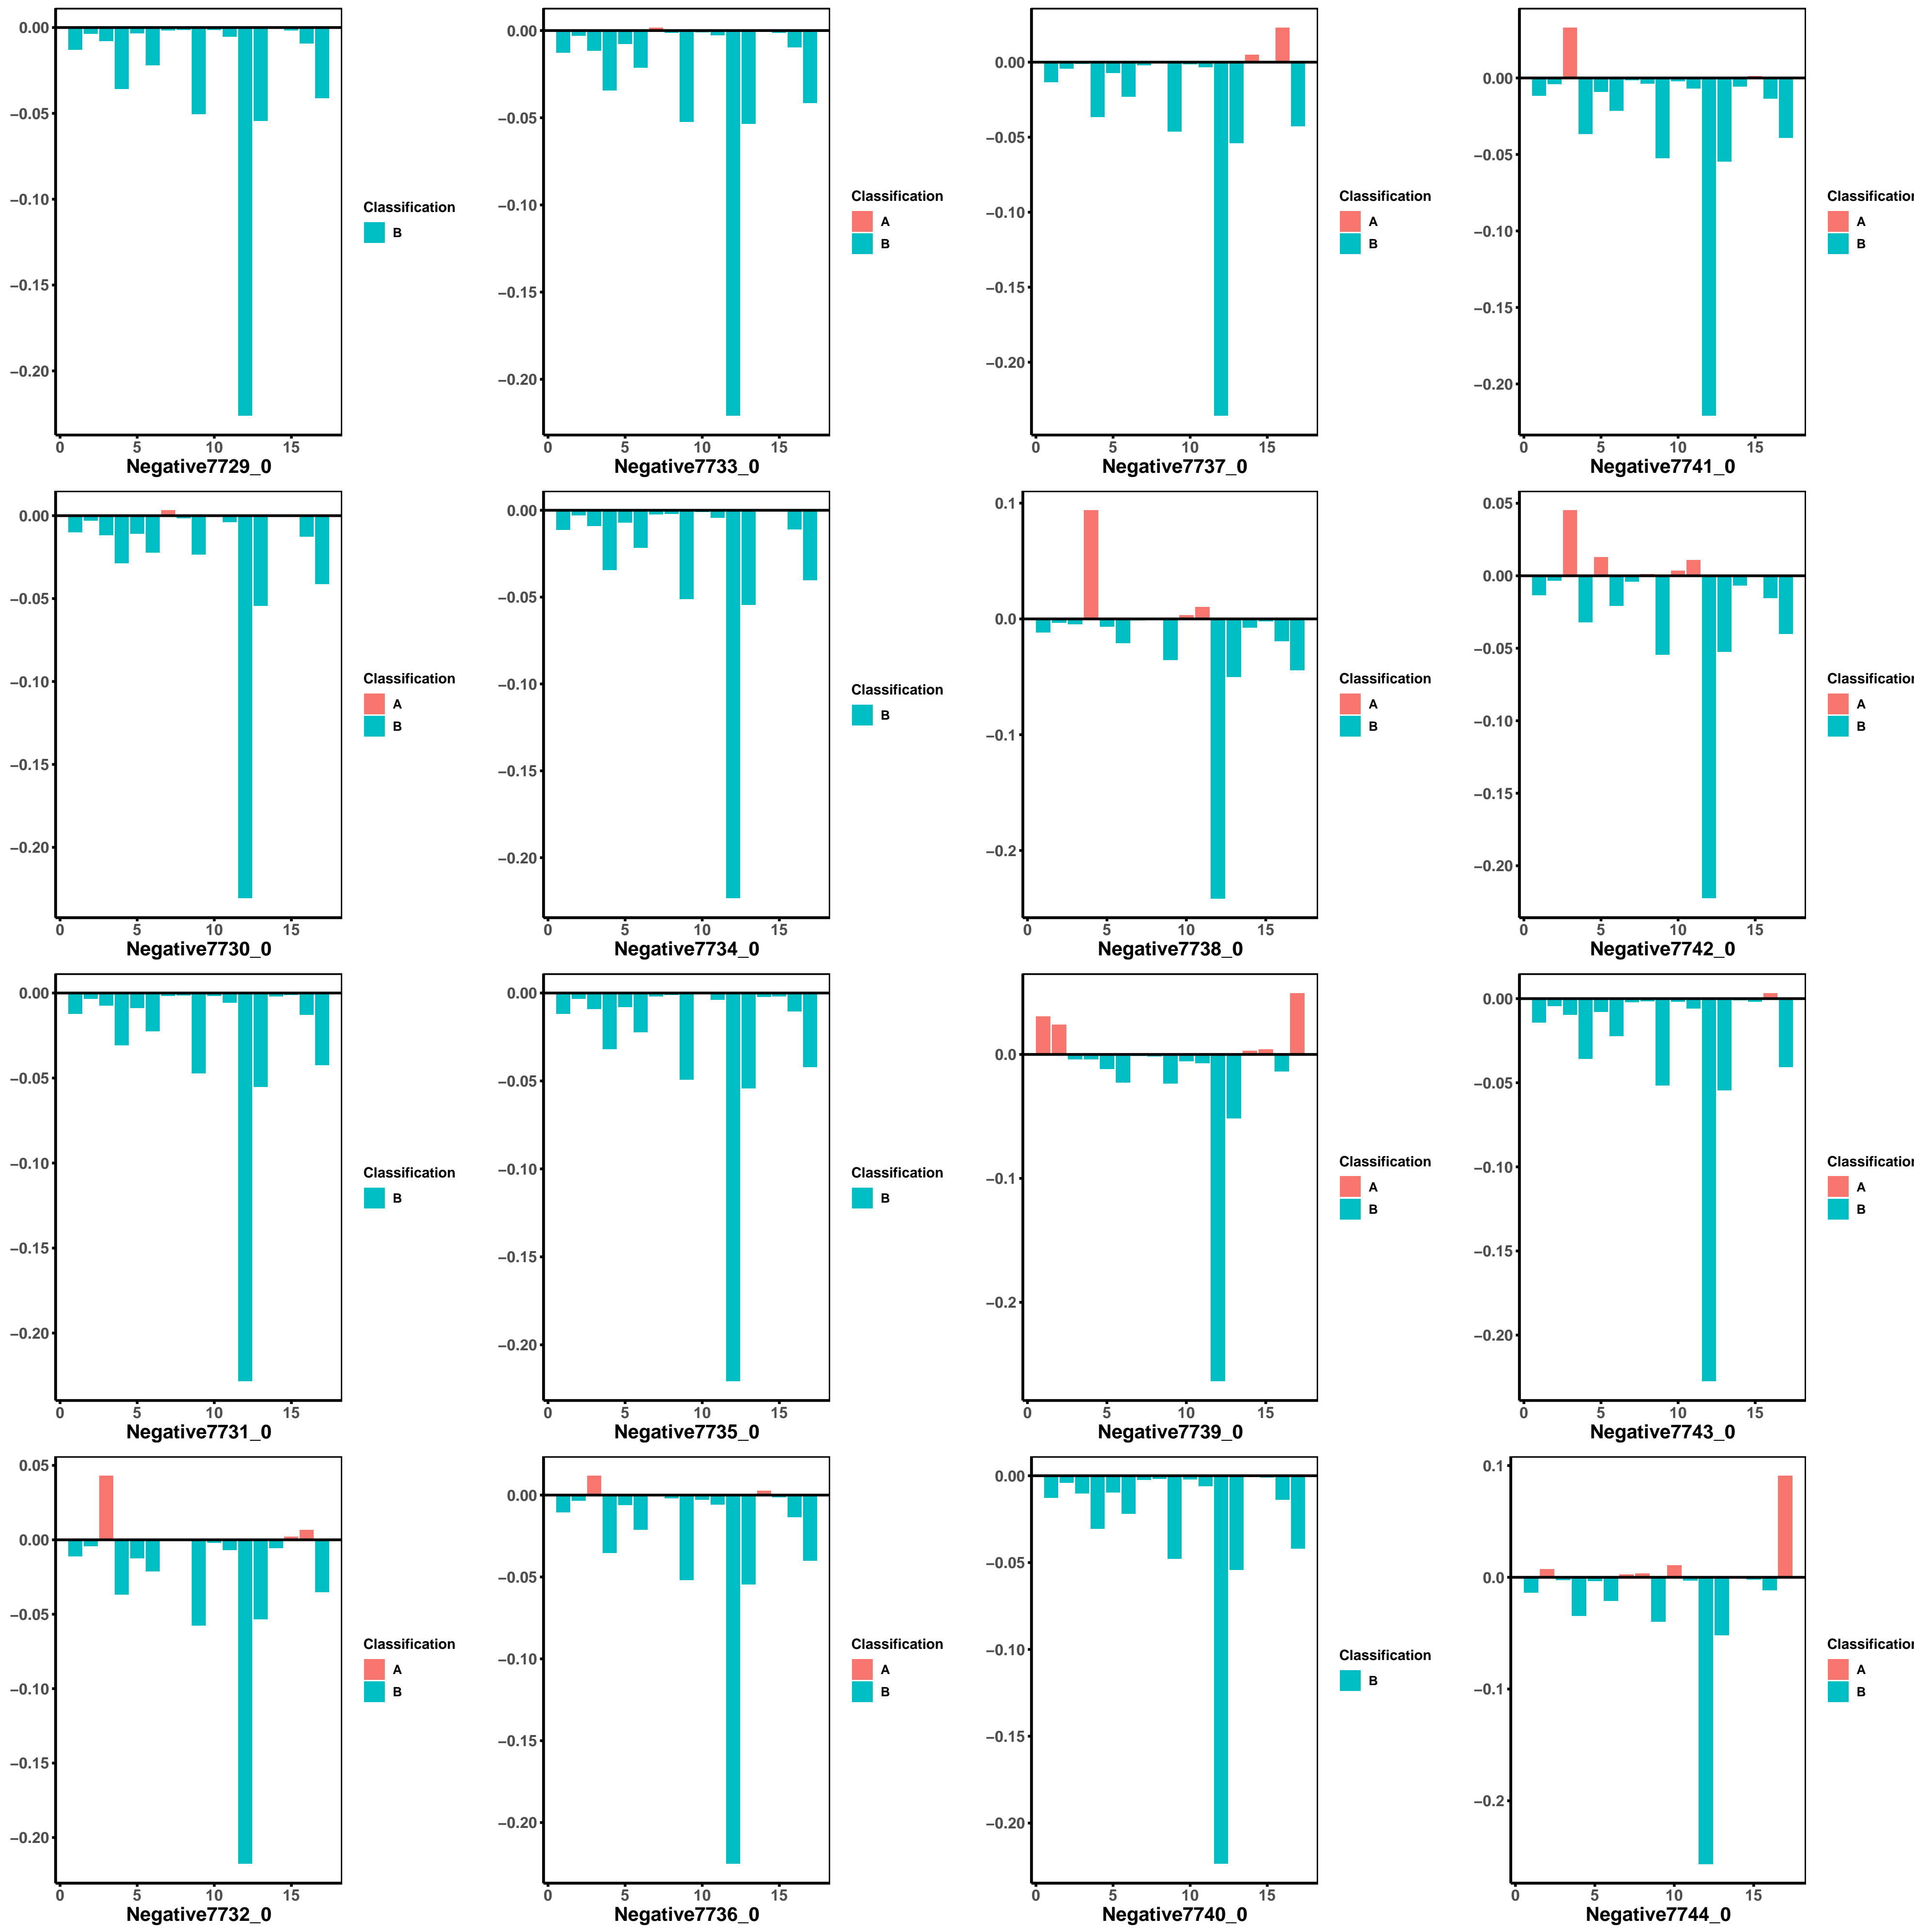 0.00
–0.05
–0.10
–0.15
–0.20
0 5 10 15
Negative7729_0
Classification
B
0.00
–0.05
–0.10
–0.15
–0.20
0 5 10 15
Negative7733_0
Classification
A
B
0.00
–0.05
–0.10
–0.15
–0.20
0 5 10 15
Negative7737_0
Classification
A
B
0.00
–0.05
–0.10
–0.15
–0.20
0 5 10 15
Negative7741_0
Classification
A
B
0.00
–0.05
–0.10
–0.15
–0.20
0 5 10 15
Negative7730_0
Classification
A
B
0.00
–0.05
–0.10
–0.15
–0.20
0 5 10 15
Negative7734_0
Classification
B
0.1
0.0
–0.1
–0.2
0 5 10 15
Negative7738_0
Classification
A
B
0.05
0.00
–0.05
–0.10
–0.15
–0.20
0 5 10 15
Negative7742_0
Classification
A
B
0.00
–0.05
–0.10
–0.15
–0.20
0 5 10 15
Negative7731_0
Classification
B
0.00
–0.05
–0.10
–0.15
–0.20
0 5 10 15
Negative7735_0
Classification
B
0.0
–0.1
–0.2
0 5 10 15
Negative7739_0
Classification
A
B
0.00
–0.05
–0.10
–0.15
–0.20
0 5 10 15
Negative7743_0
Classification
A
B
0.05
0.00
–0.05
–0.10
–0.15
–0.20
0 5 10 15
Negative7732_0
Classification
A
B
0.00
–0.05
–0.10
–0.15
–0.20
0 5 10 15
Negative7736_0
Classification
A
B
0.00
–0.05
–0.10
–0.15
–0.20
0 5 10 15
Negative7740_0
Classification
B
0.1
0.0
–0.1
–0.2
0 5 10 15
Negative7744_0
Classification
A
B